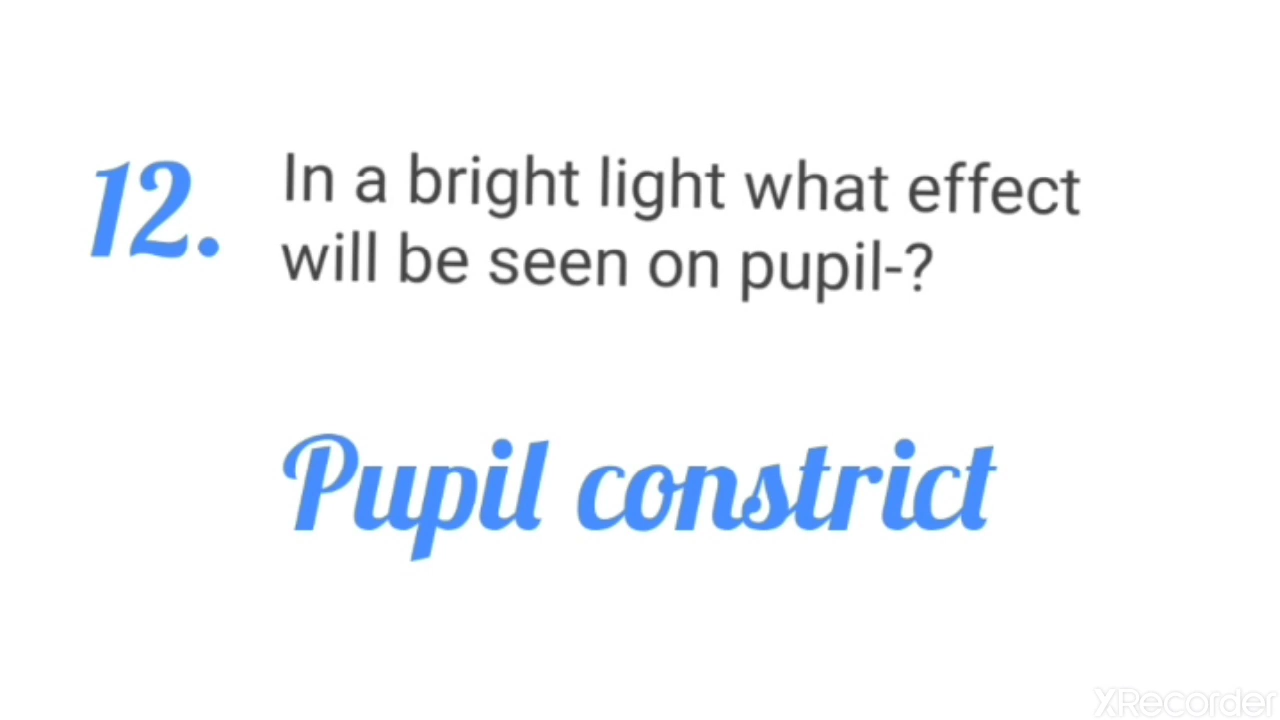 12. In a bright light what effect
will be seen on pupil-?
Pupil constrict
XRecorder